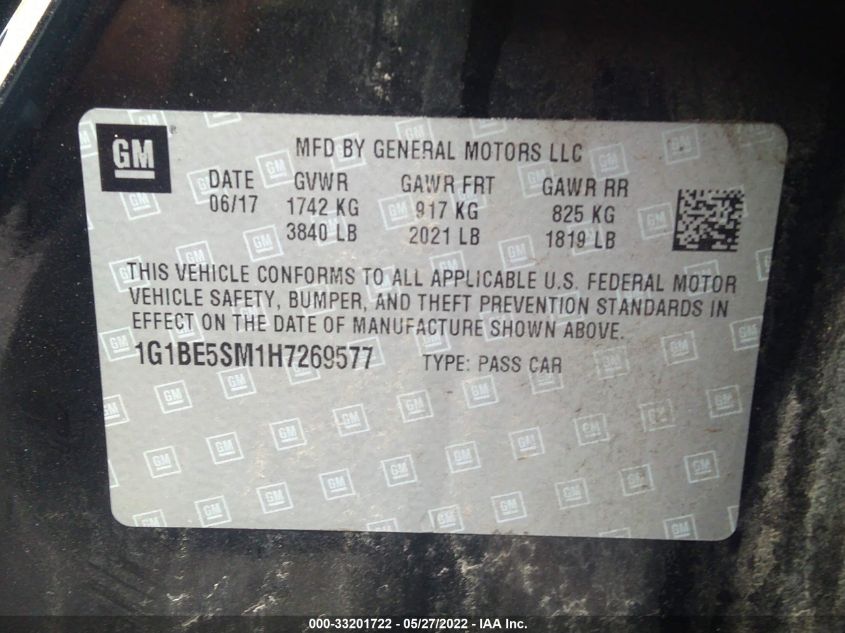 GM
MFD BY GENERAL MOTORS LLC
DATE GVWR GAWR FRT GAWR RR
06/17 1742 KG 917 KG 825 KG
3840 LB 2021 LB 1819 LB
THIS VEHICLE CONFORMS TO ALL APPLICABLE U.S. FEDERAL MOTOR
VEHICLE SAFETY, BUMPER, AND THEFT PREVENTION STANDARDS IN
EFFECT ON THE DATE OF MANUFACTURE SHOWN ABOVE.
1G1BE5SM1H7269577 TYPE: PASS CAR
000-33201722 - 05/27/2022 - IAA Inc.